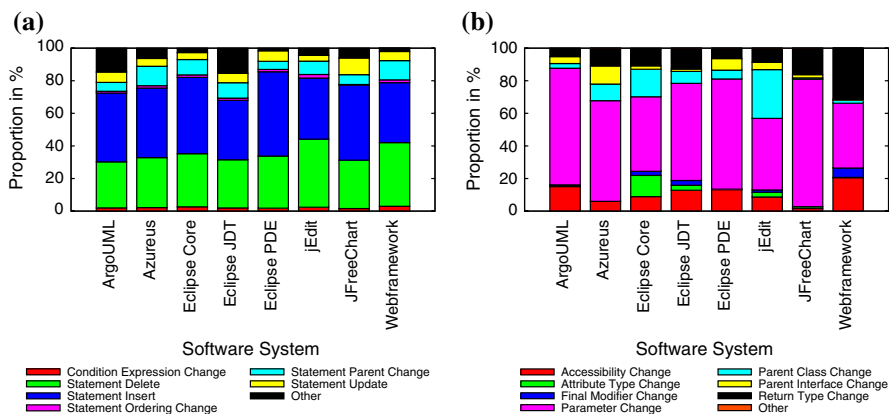 (a)
Proportion in %
100
80
60
40
20
0
ArgoUML
Azureus
Eclipse Core
Eclipse JDT
Eclipse PDE
jEdit
JFreeChart
Webframework
Software System
Condition Expression Change
Statement Delete
Statement Insert
Statement Ordering Change
Statement Parent Change
Statement Update
Other
(b)
Proportion in %
100
80
60
40
20
0
ArgoUML
Azureus
Eclipse Core
Eclipse JDT
Eclipse PDE
jEdit
JFreeChart
Webframework
Software System
Accessibility Change
Attribute Type Change
Final Modifier Change
Parameter Change
Parent Class Change
Parent Interface Change
Return Type Change
Other